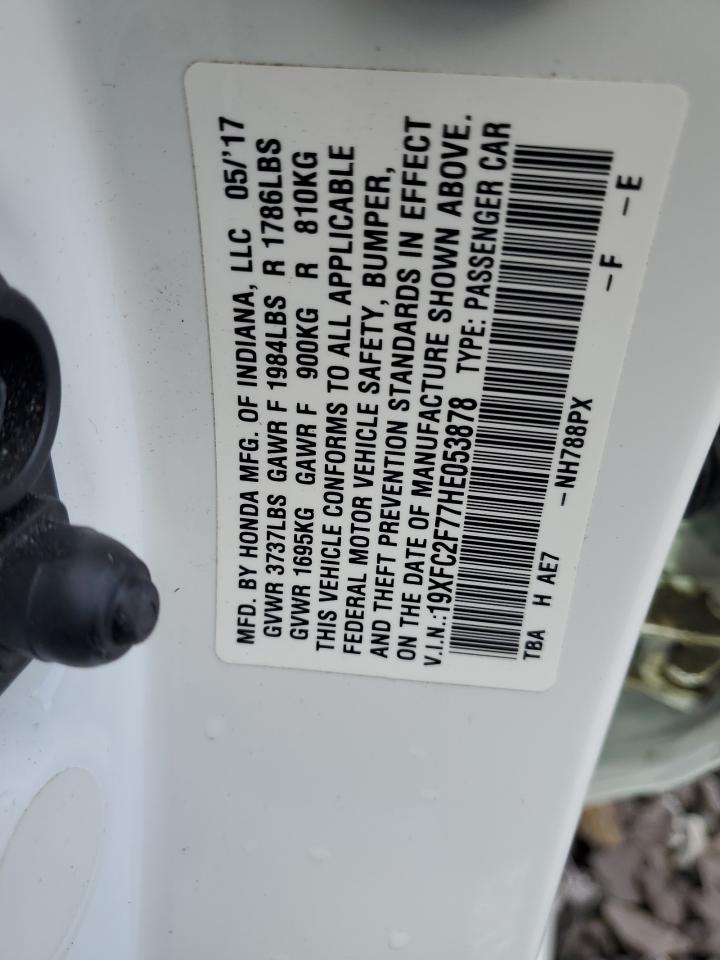 MFD. BY HONDA MFG. OF INDIANA, LLC 05/'17
GVWR 3737LBS GAWR F 1984LBS R 1786LBS
GVWR 1695KG GAWR F 900KG R 810KG
THIS VEHICLE CONFORMS TO ALL APPLICABLE
FEDERAL MOTOR VEHICLE SAFETY, BUMPER,
AND THEFT PREVENTION STANDARDS IN EFFECT
ON THE DATE OF MANUFACTURE SHOWN ABOVE.
V.I.N.:19XFC2F77HE053878 TYPE: PASSENGER CAR
TBA H AE7 –NH788PX –F –E